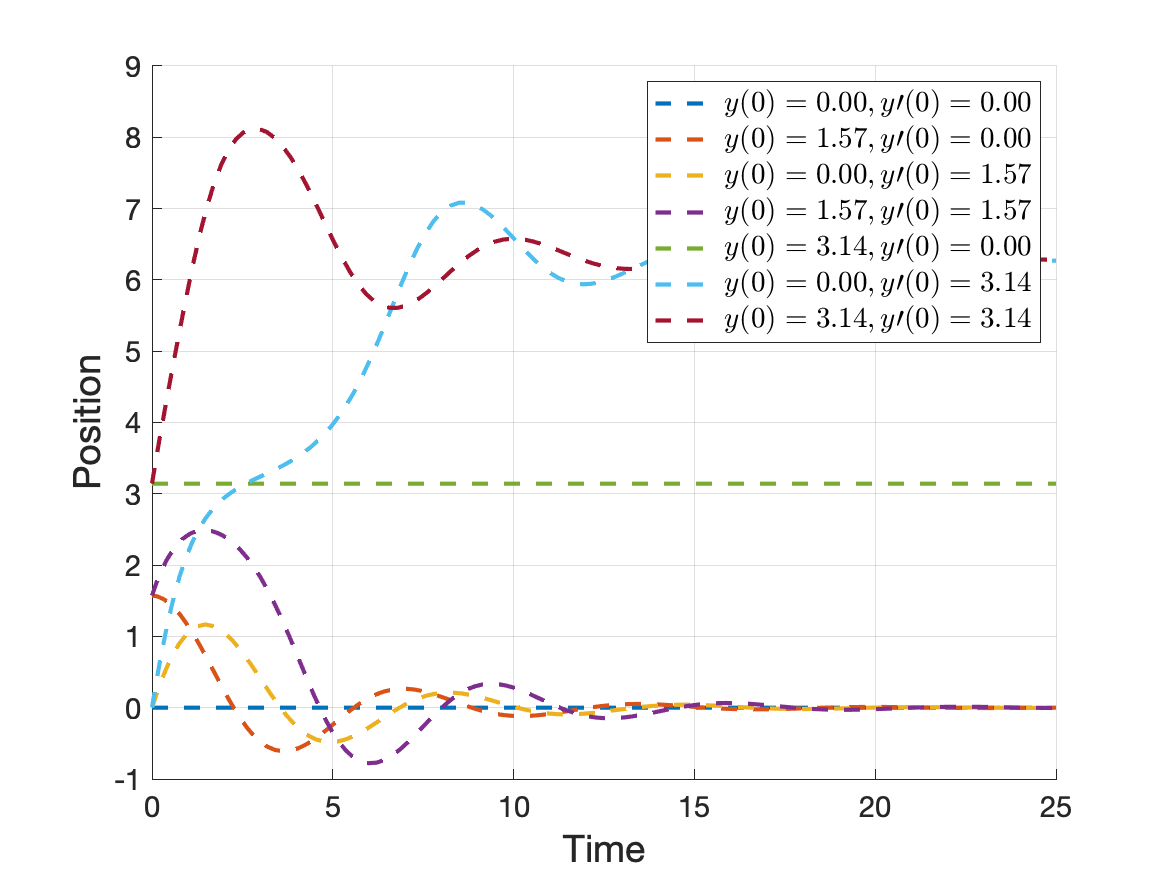 9
8
7
6
5
4
3
2
1
0
-1
Position
0 5 10 15 20 25
Time
y(0) = 0.00, y′(0) = 0.00
y(0) = 1.57, y′(0) = 0.00
y(0) = 0.00, y′(0) = 1.57
y(0) = 1.57, y′(0) = 1.57
y(0) = 3.14, y′(0) = 0.00
y(0) = 0.00, y′(0) = 3.14
y(0) = 3.14, y′(0) = 3.14